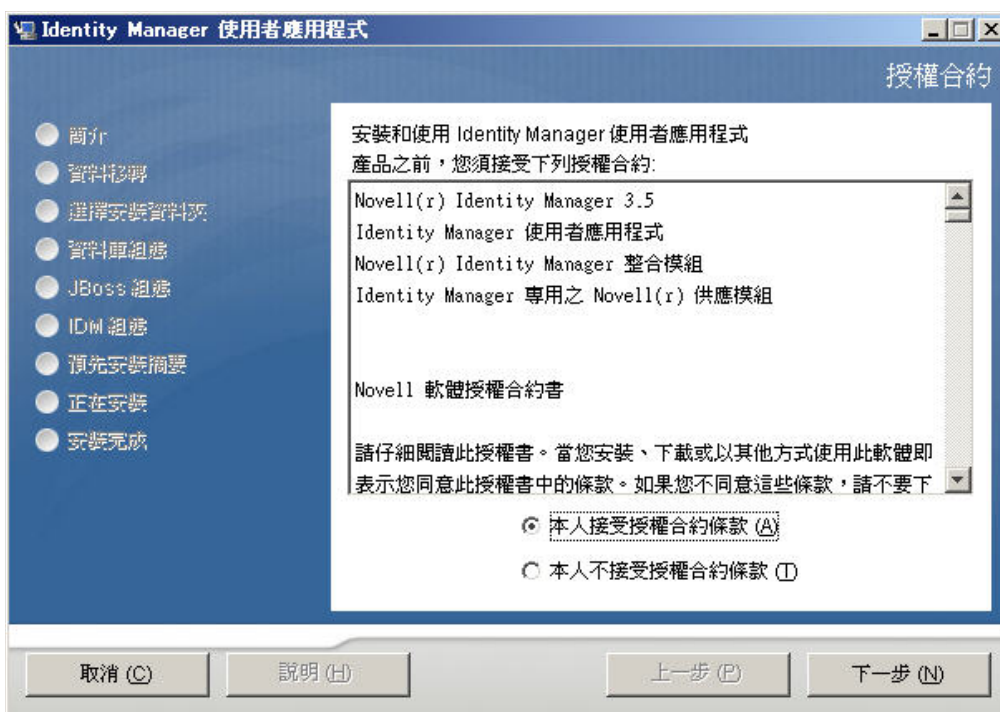 Identity Manager 使用者應用程式
授權合約
簡介
資料移轉
選擇安裝資料夾
資料庫組態
JBoss 組態
IDM 組態
預先安裝摘要
正在安裝
安裝完成
安裝和使用 Identity Manager 使用者應用程式
產品之前，您須接受下列授權合約:
Novell(r) Identity Manager 3.5
Identity Manager 使用者應用程式
Novell(r) Identity Manager 整合模組
Identity Manager 專用之 Novell(r) 供應模組
Novell 軟體授權合約書
請仔細閱讀此授權書。當您安裝、下載或以其他方式使用此軟體即
表示您同意此授權書中的條款。如果您不同意這些條款，請不要下
本人接受授權合約條款 (A)
本人不接受授權合約條款 (T)
取消 (C)
說明 (H)
上一步 (P)
下一步 (N)